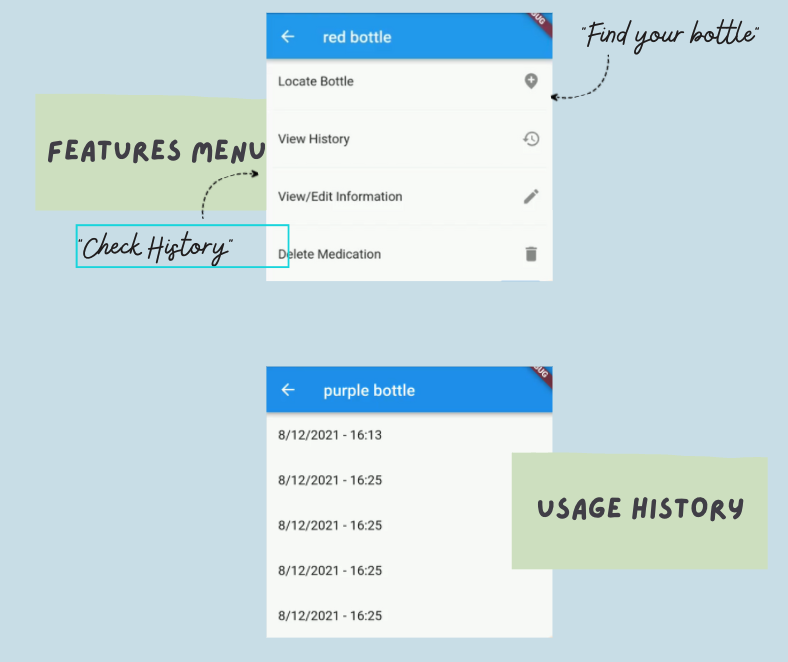 red bottle
"Find your bottle"
Locate Bottle
FEATURES MENU
View History
View/Edit Information
"Check History"
Delete Medication
purple bottle
8/12/2021 - 16:13
8/12/2021 - 16:25
USAGE HISTORY
8/12/2021 - 16:25
8/12/2021 - 16:25
8/12/2021 - 16:25